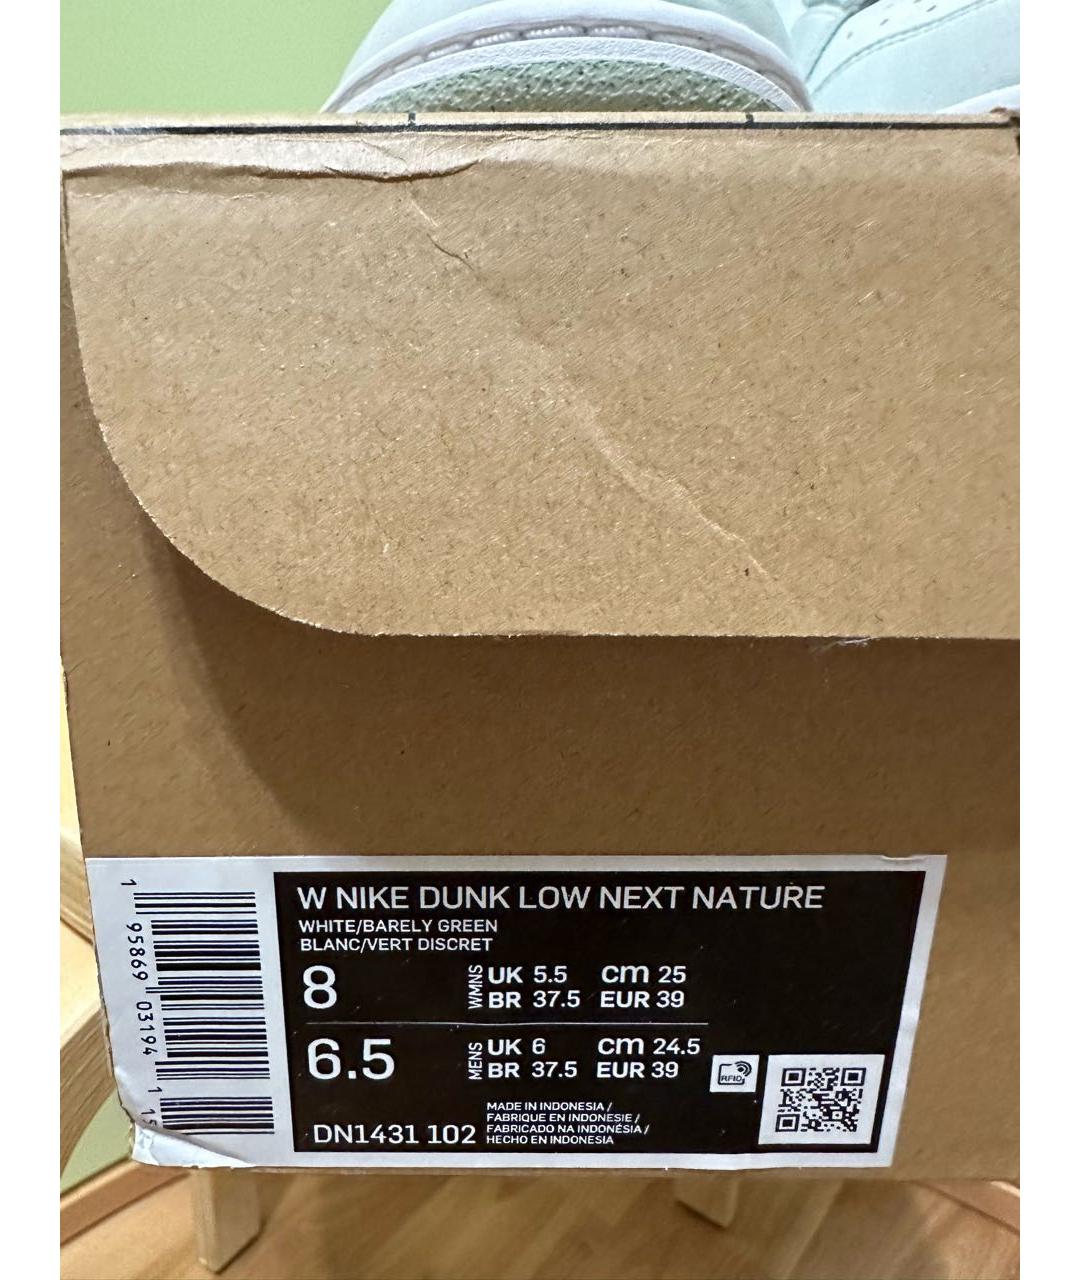 W NIKE DUNK LOW NEXT NATURE
WHITE/BARELY GREEN
BLANC/VERT DISCRET
8 WMNS UK 5.5 cm 25
BR 37.5 EUR 39
6.5 MENS UK 6 cm 24.5
BR 37.5 EUR 39
RFID
DN1431 102
MADE IN INDONESIA /
FABRIQUE EN INDONESIE /
FABRICADO NA INDONÉSIA /
HECHO EN INDONESIA
1 95869 03194 1